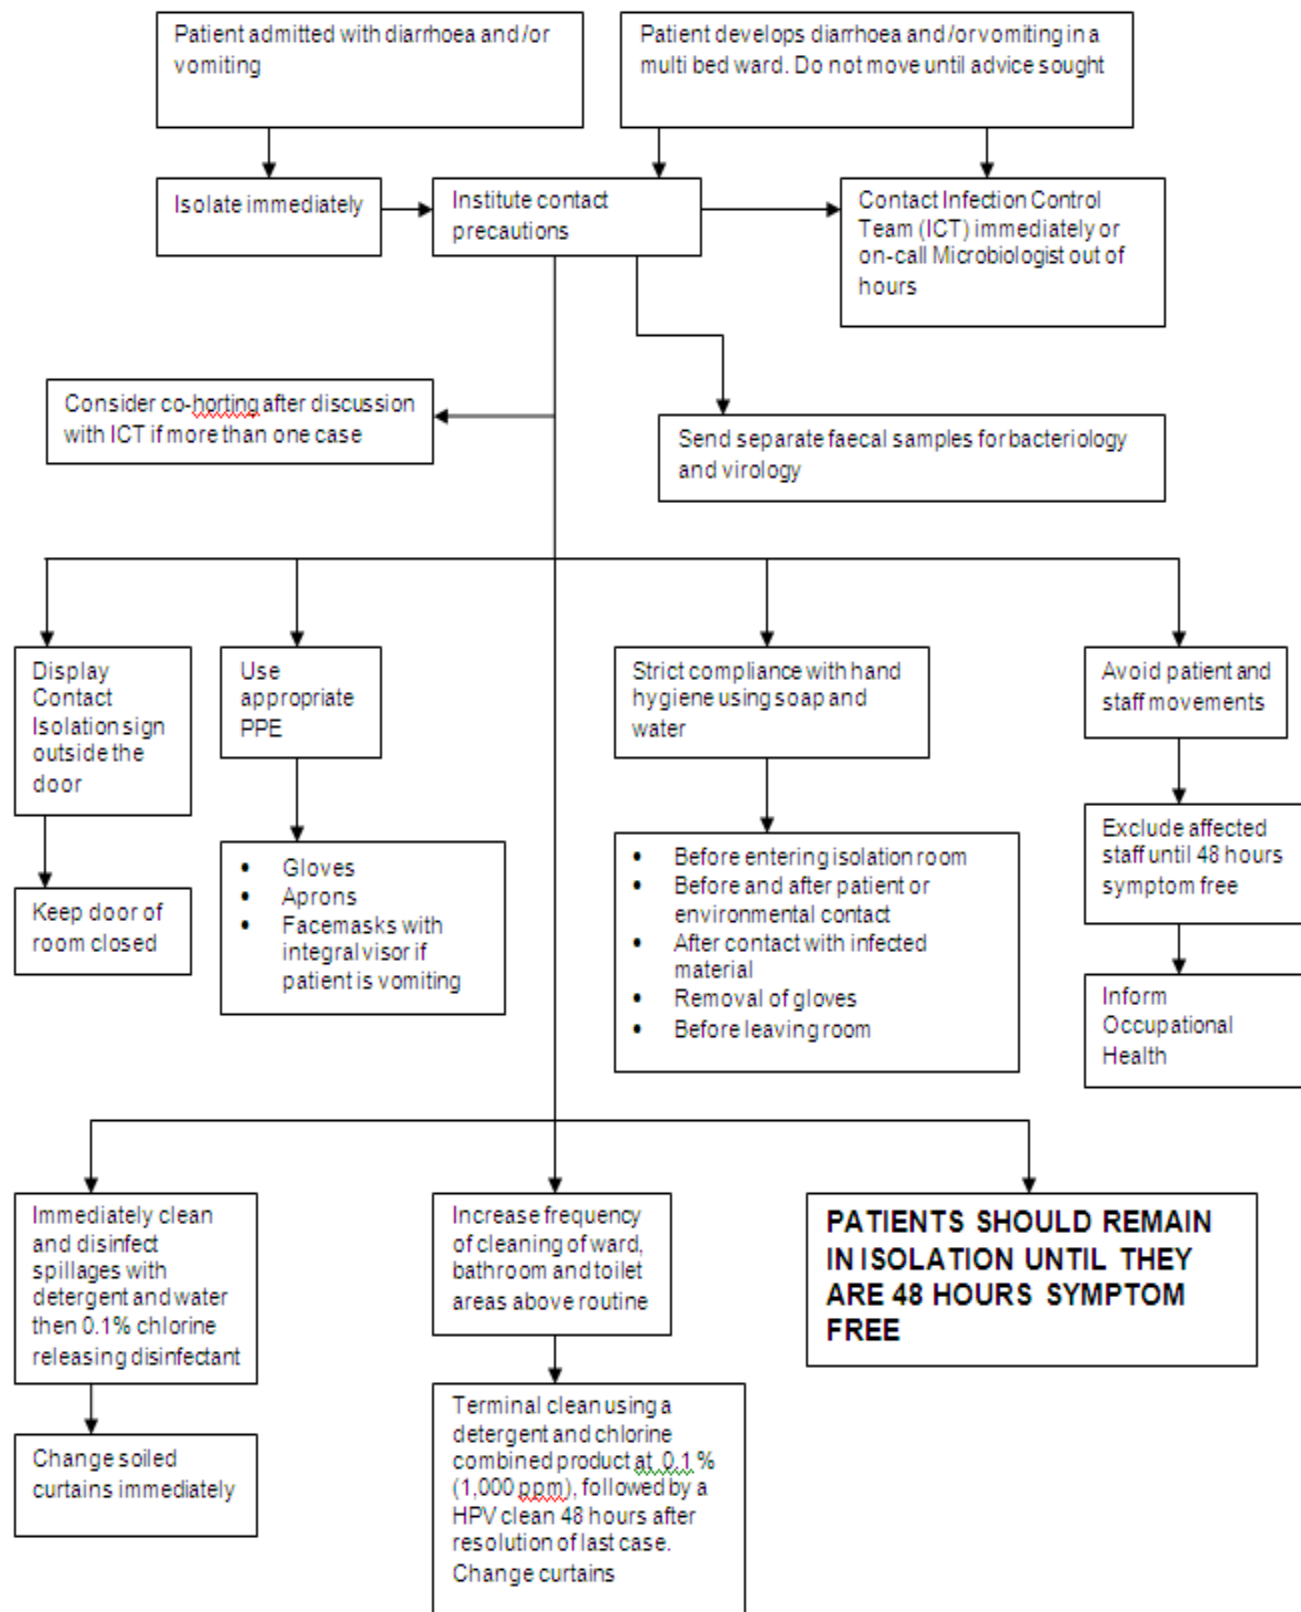 Patient admitted with diarrhoea and /or
vomiting
Patient develops diarrhoea and /or vomiting in a
multi bed ward. Do not move until advice sought
Isolate immediately
Institute contact
precautions
Contact Infection Control
Team (ICT) immediately or
on-call Microbiologist out of
hours
Consider co-horting after discussion
with ICT if more than one case
Send separate faecal samples for bacteriology
and virology
Display
Contact
Isolation sign
outside the
door
Use
appropriate
PPE
Strict compliance with hand
hygiene using soap and
water
Avoid patient and
staff movements
Keep door of
room closed
• Gloves
• Aprons
• Facemasks with
integral visor if
patient is vomiting
• Before entering isolation room
• Before and after patient or
environmental contact
• After contact with infected
material
• Removal of gloves
• Before leaving room
Exclude affected
staff until 48 hours
symptom free
Inform
Occupational
Health
Immediately clean
and disinfect
spillages with
detergent and water
then 0.1% chlorine
releasing disinfectant
Increase frequency
of cleaning of ward,
bathroom and toilet
areas above routine
PATIENTS SHOULD REMAIN
IN ISOLATION UNTIL THEY
ARE 48 HOURS SYMPTOM
FREE
Change soiled
curtains immediately
Terminal clean using a
detergent and chlorine
combined product at 0.1 %
(1,000 ppm), followed by a
HPV clean 48 hours after
resolution of last case.
Change curtains